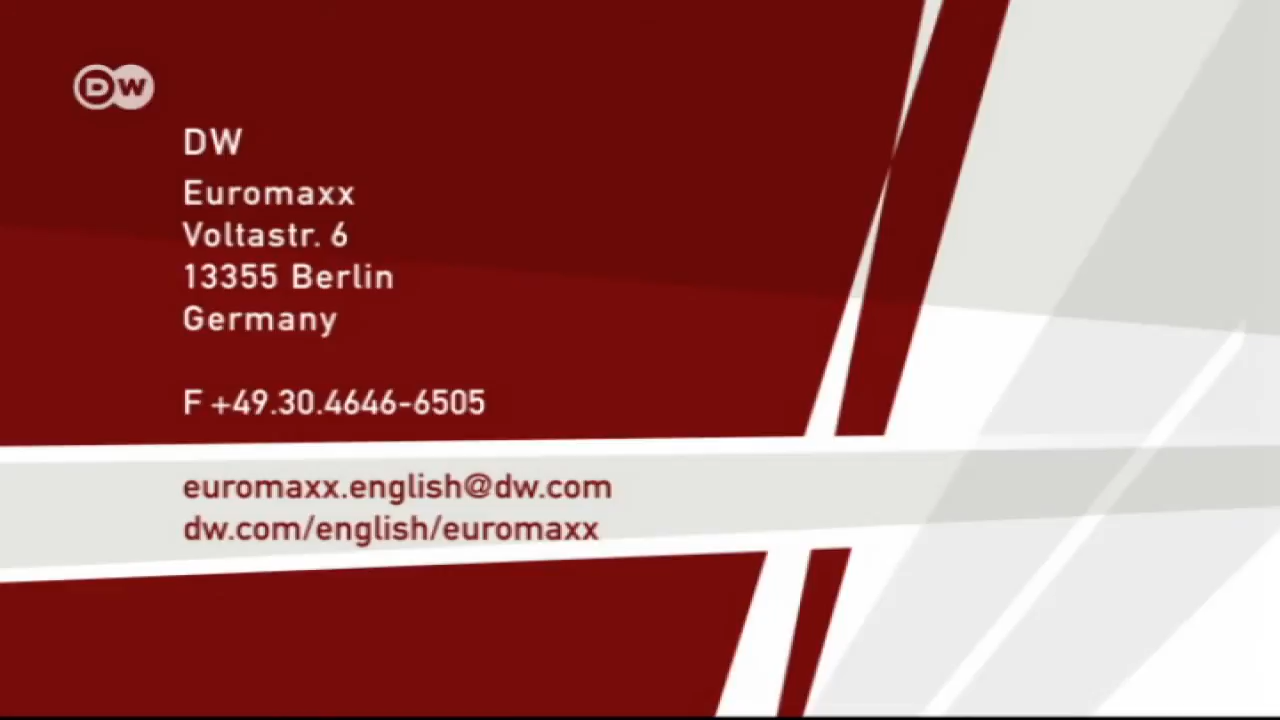 DW
DW
Euromaxx
Voltastr. 6
13355 Berlin
Germany
F +49.30.4646-6505
euromaxx.english@dw.com
dw.com/english/euromaxx